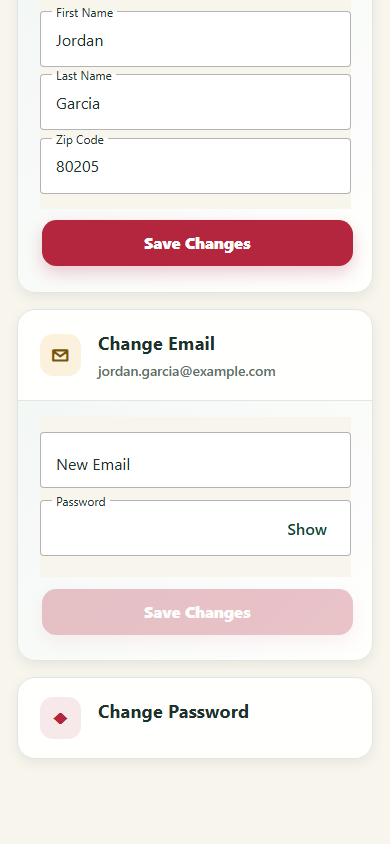 First Name
Jordan
Last Name
Garcia
Zip Code
80205
Save Changes
Change Email
jordan.garcia@example.com
New Email
Password
Show
Save Changes
Change Password